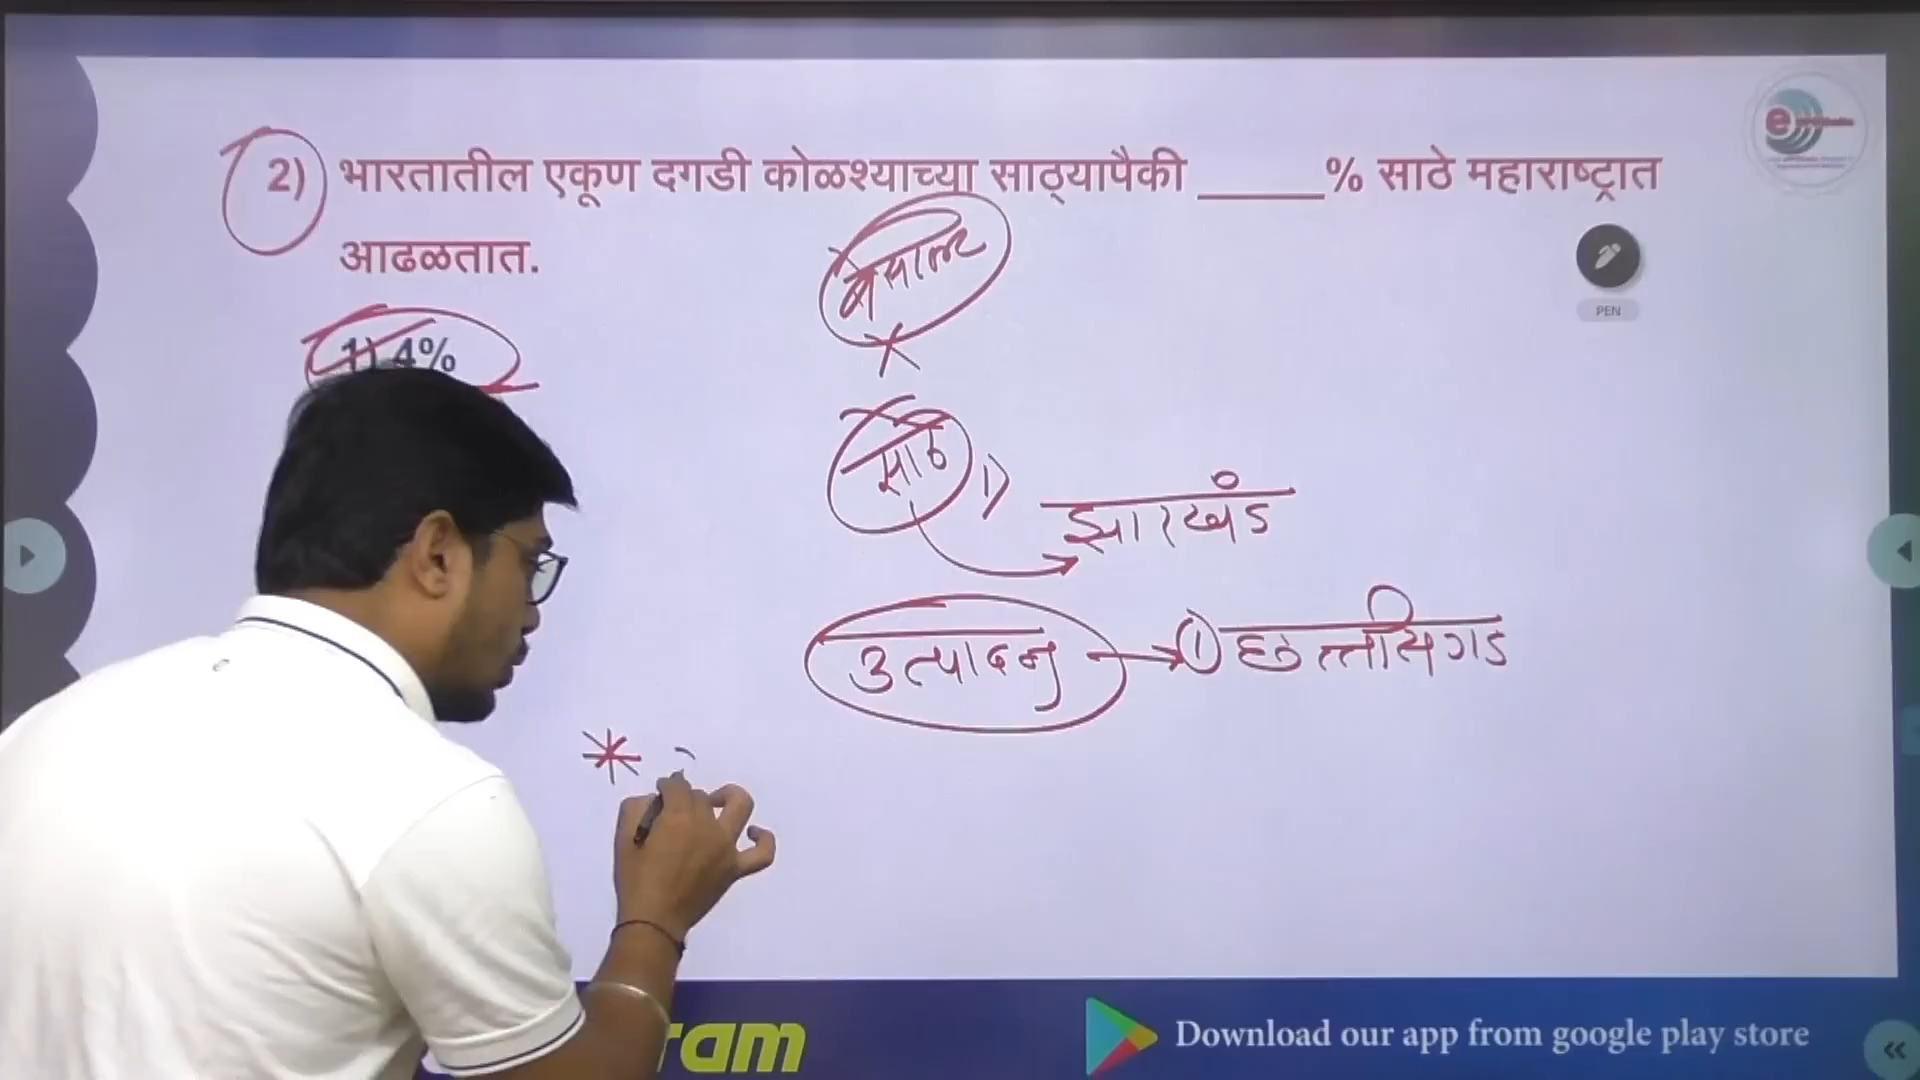 2) भारतातील एकूण दगडी कोळश्याच्या साठ्यापैकी _____% साठे महाराष्ट्रात
आढळतात.
1) 4%
बेसाल्ट
साठे 1) झारखंड
उत्पादन → 1 छत्तीसगड
PEN
ram
Download our app from google play store